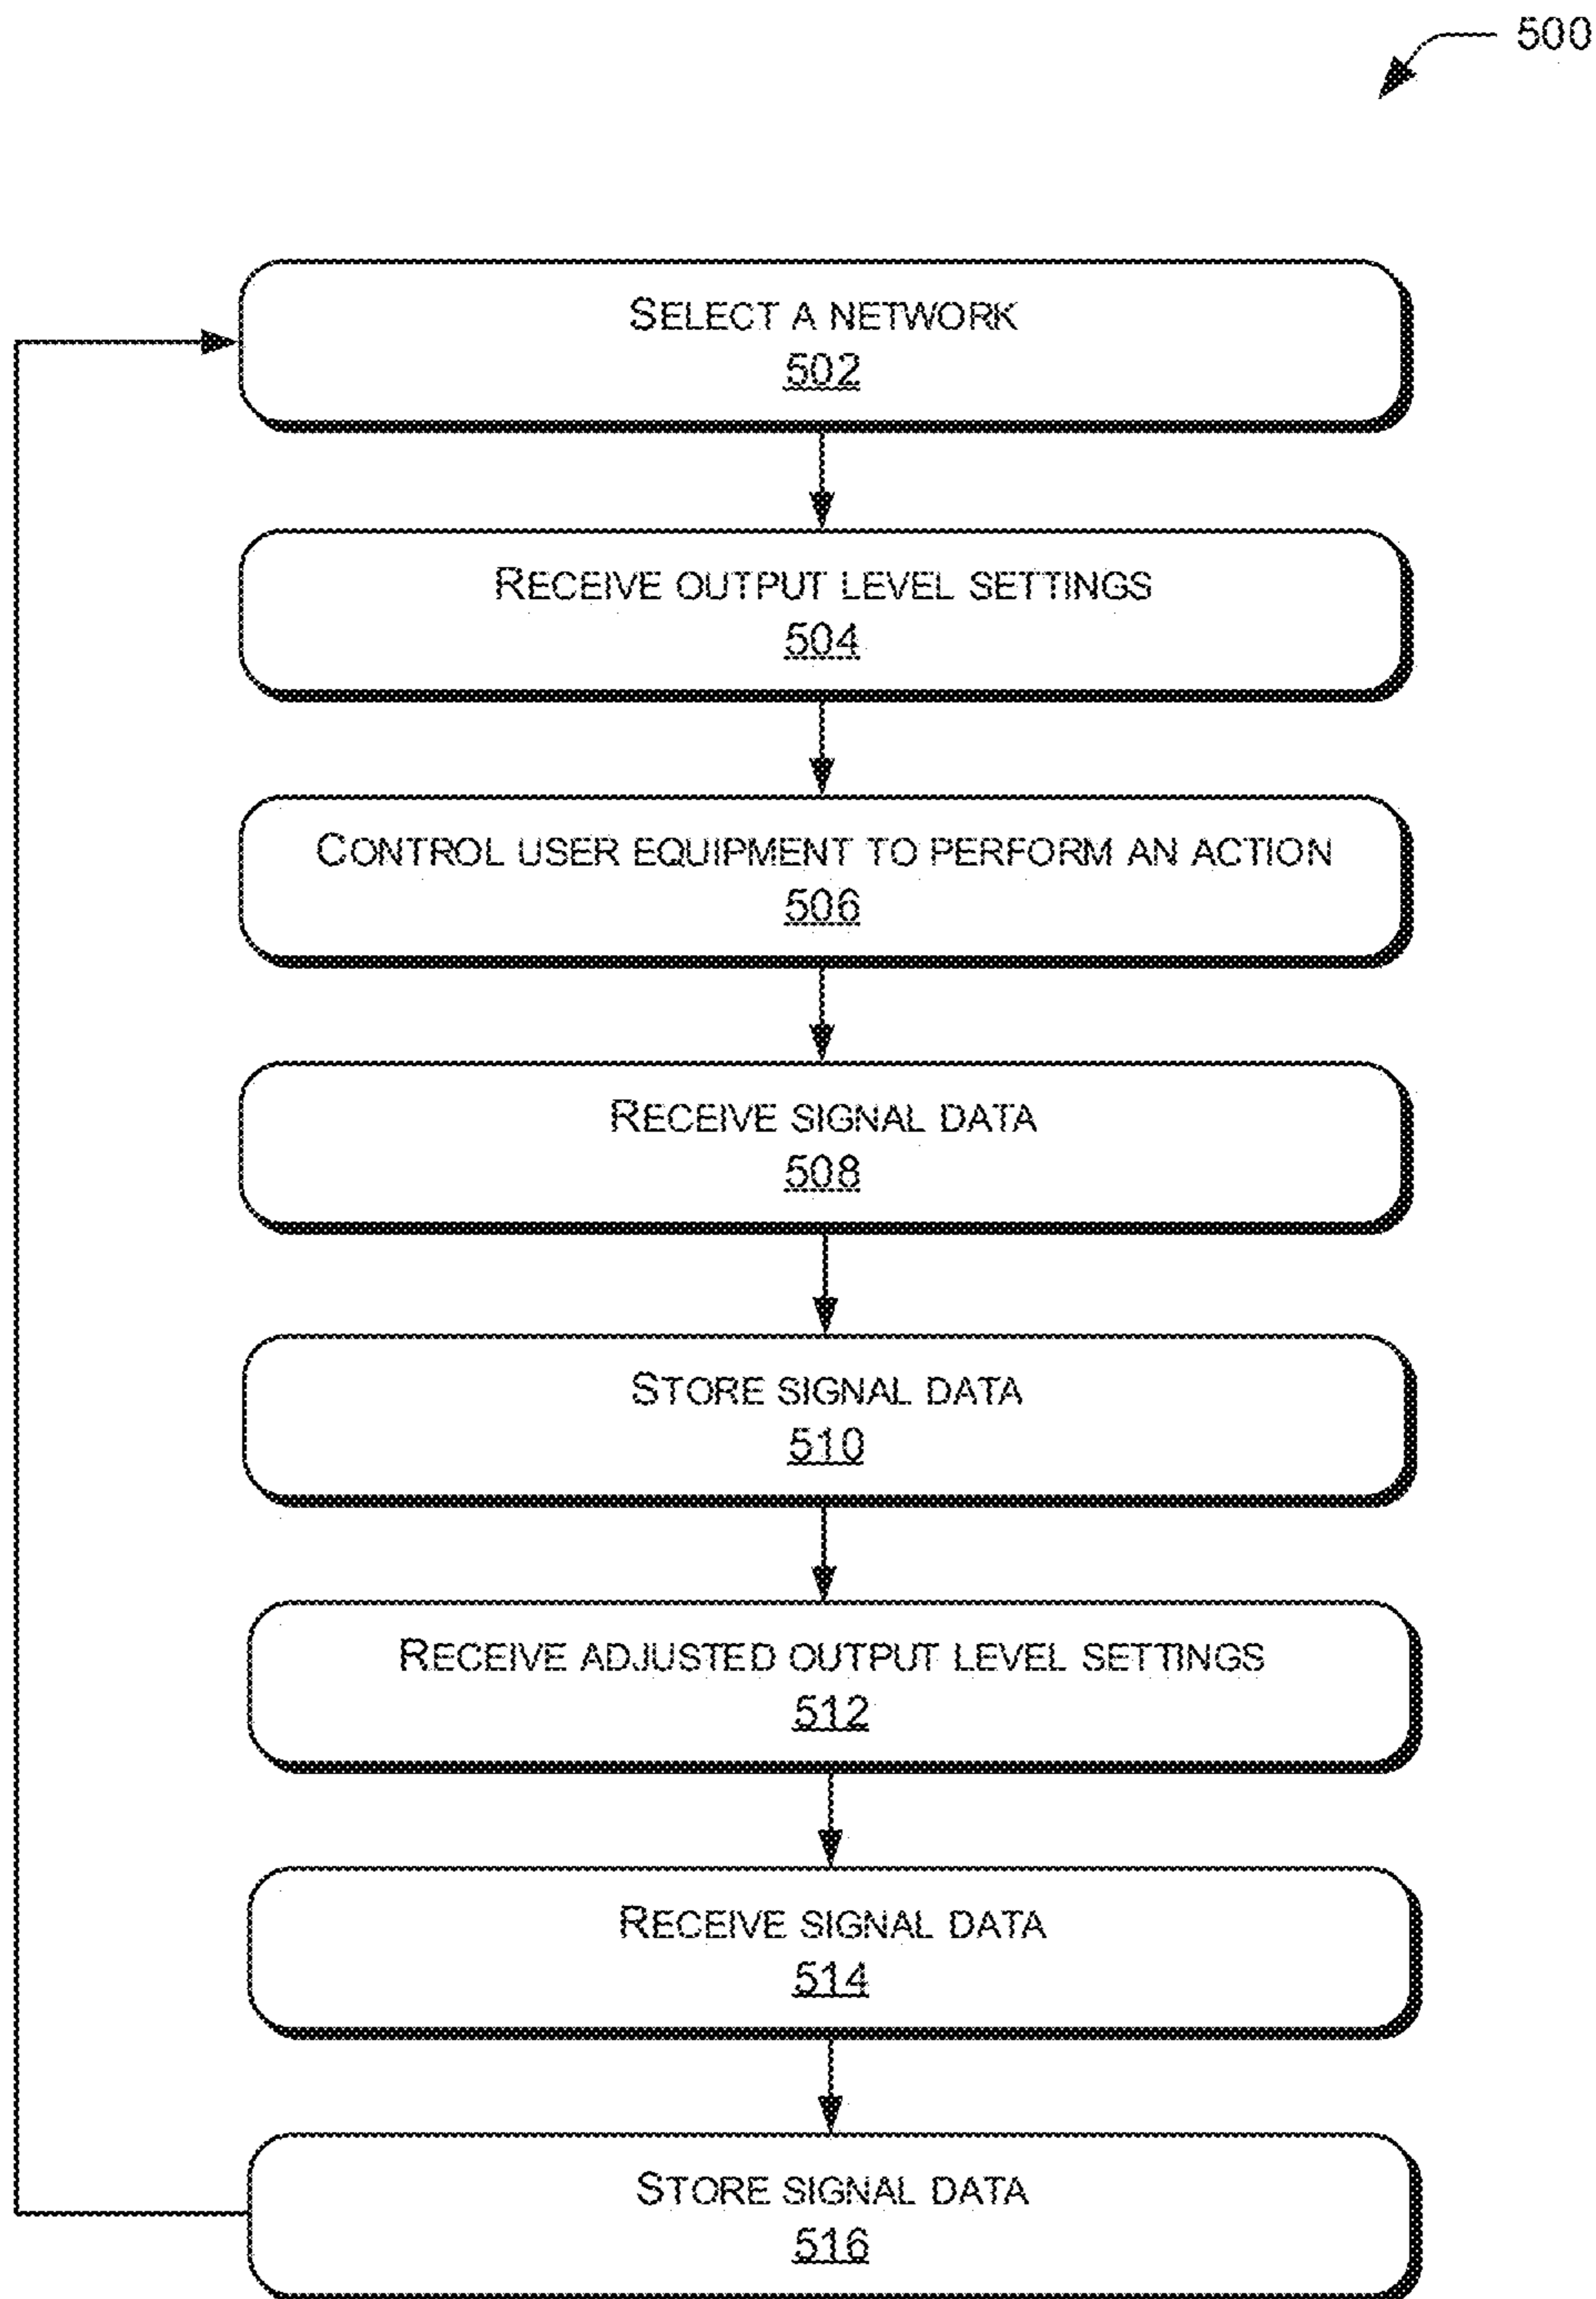 500
SELECT A NETWORK
502
RECEIVE OUTPUT LEVEL SETTINGS
504
CONTROL USER EQUIPMENT TO PERFORM AN ACTION
506
RECEIVE SIGNAL DATA
508
STORE SIGNAL DATA
510
RECEIVE ADJUSTED OUTPUT LEVEL SETTINGS
512
RECEIVE SIGNAL DATA
514
STORE SIGNAL DATA
516